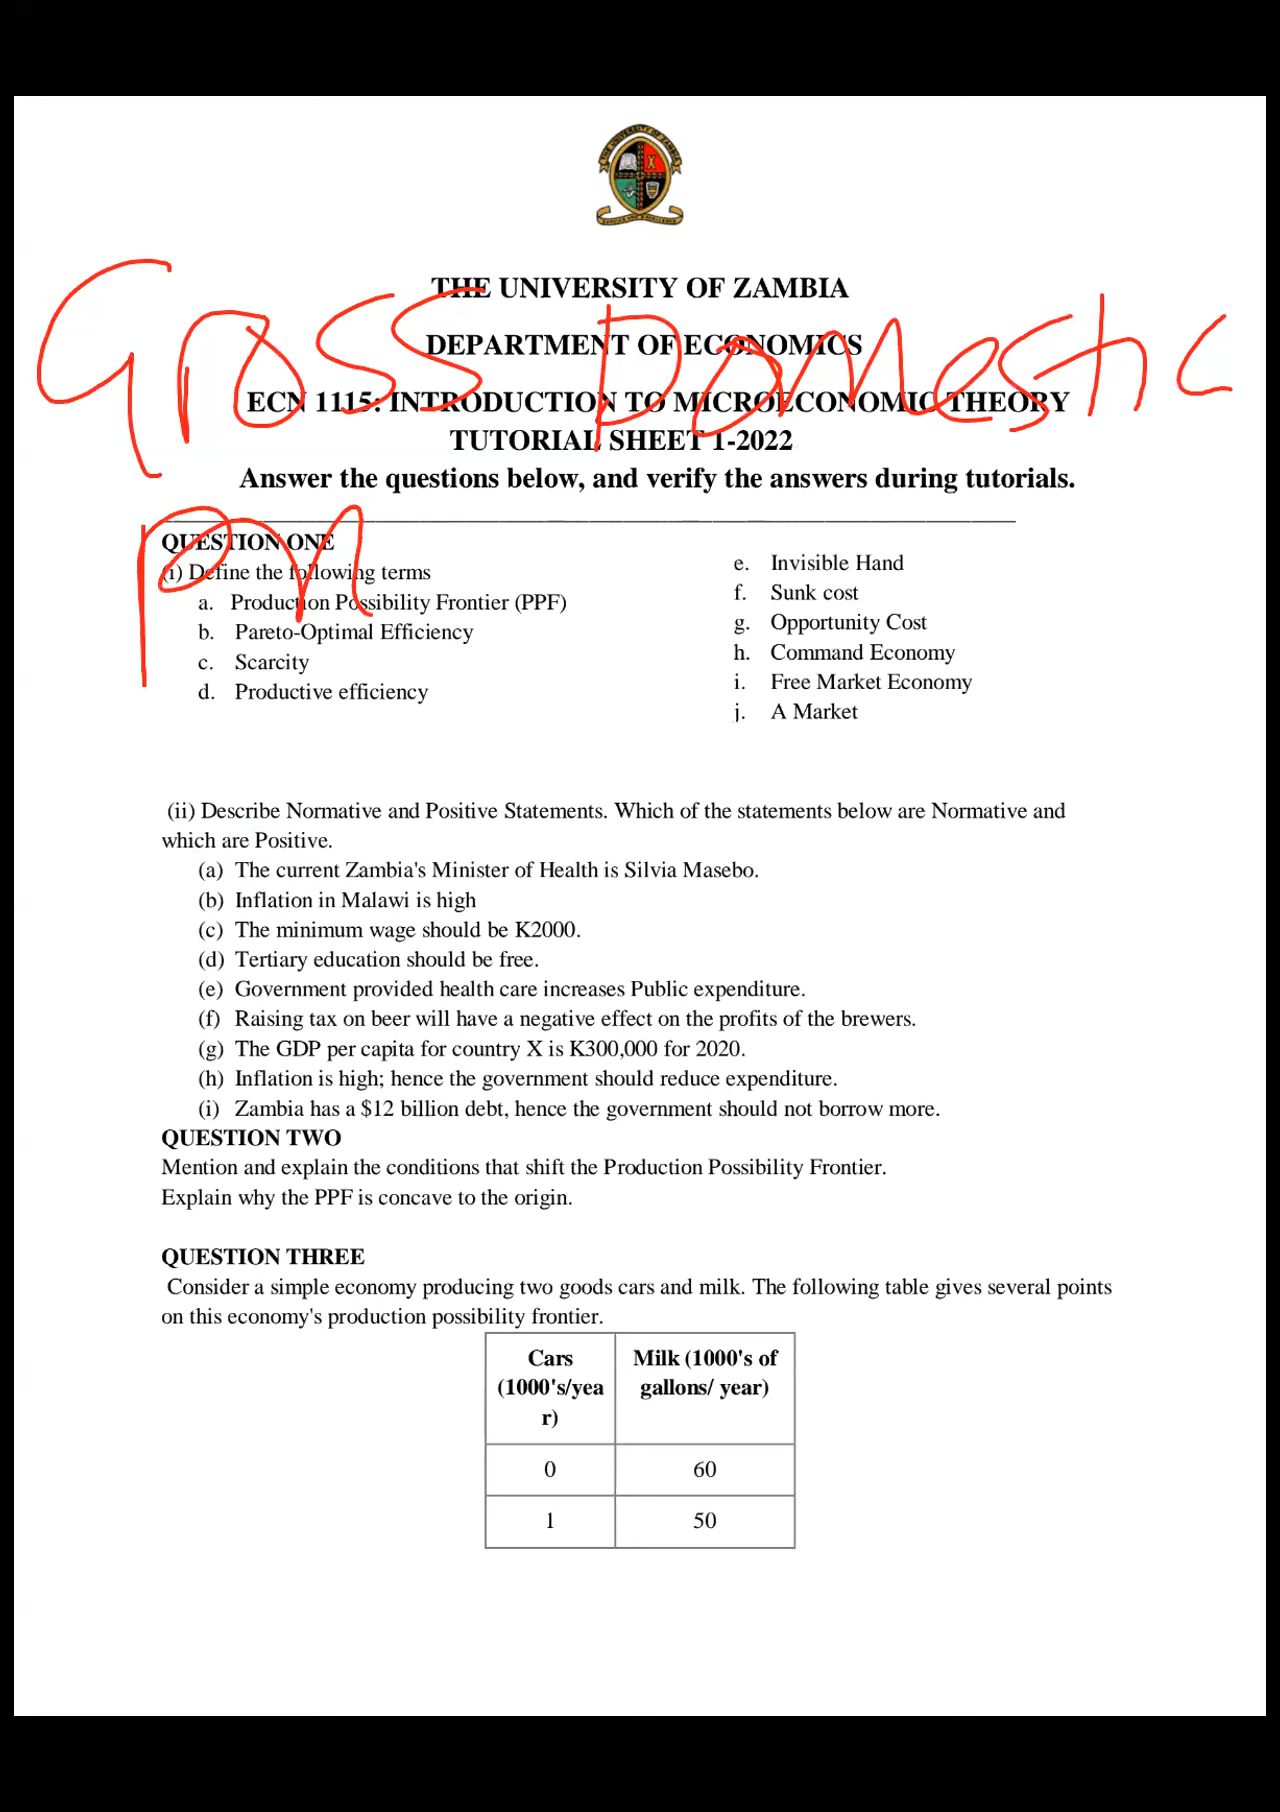 THE UNIVERSITY OF ZAMBIA
DEPARTMENT OF ECONOMICS
Gross Domestic
ECN 1115: INTRODUCTION TO MICROECONOMIC THEORY
TUTORIAL SHEET 1-2022
Answer the questions below, and verify the answers during tutorials.
QUESTION ONE
(i) Define the following terms
a. Production Possibility Frontier (PPF)
b. Pareto-Optimal Efficiency
c. Scarcity
d. Productive efficiency
e. Invisible Hand
f. Sunk cost
g. Opportunity Cost
h. Command Economy
i. Free Market Economy
j. A Market
(ii) Describe Normative and Positive Statements. Which of the statements below are Normative and
which are Positive.
(a) The current Zambia's Minister of Health is Silvia Masebo.
(b) Inflation in Malawi is high
(c) The minimum wage should be K2000.
(d) Tertiary education should be free.
(e) Government provided health care increases Public expenditure.
(f) Raising tax on beer will have a negative effect on the profits of the brewers.
(g) The GDP per capita for country X is K300,000 for 2020.
(h) Inflation is high; hence the government should reduce expenditure.
(i) Zambia has a $12 billion debt, hence the government should not borrow more.
QUESTION TWO
Mention and explain the conditions that shift the Production Possibility Frontier.
Explain why the PPF is concave to the origin.
QUESTION THREE
Consider a simple economy producing two goods cars and milk. The following table gives several points
on this economy's production possibility frontier.
Cars (1000's/year) Milk (1000's of gallons/ year)
0 60
1 50